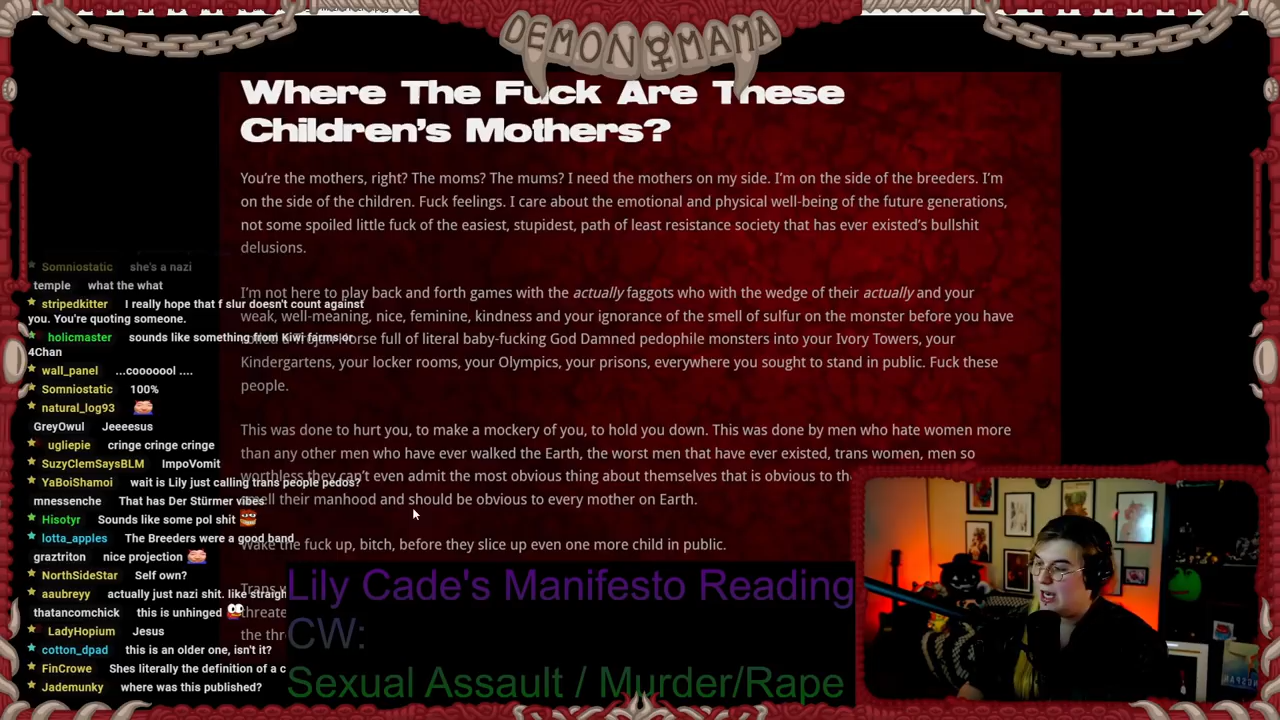 DEMON MAMA
Where The Fuck Are These
Children's Mothers?
You're the mothers, right? The moms? The mums? I need the mothers on my side. I'm on the side of the breeders. I'm
on the side of the children. Fuck feelings. I care about the emotional and physical well-being of the future generations,
not some spoiled little fuck of the easiest, stupidest, path of least resistance society that has ever existed's bullshit
delusions.
I'm not here to play back and forth games with the actually faggots who with the wedge of their actually and your
weak, well-meaning, nice, feminine, kindness and your ignorance of the smell of sulfur on the monster before you have
horse full of literal baby-fucking God Damned pedophile monsters into your Ivory Towers, your
Kindergartens, your locker rooms, your Olympics, your prisons, everywhere you sought to stand in public. Fuck these
people.
This was done to hurt you, to make a mockery of you, to hold you down. This was done by men who hate women more
than any other men who have ever walked the Earth, the worst men that have ever existed, trans women, men so
worthless they can't even admit the most obvious thing about themselves that is obvious to th
smell their manhood and should be obvious to every mother on Earth.
Wake the fuck up, bitch, before they slice up even one more child in public.
Trans
threate
the thr
Somniostatic she's a nazi
temple what the what
stripedkitter I really hope that f slur doesn't count against
you. You're quoting someone.
holicmaster sounds like something from Kiwi farms or
4Chan
wall_panel ...cooooool ....
Somniostatic 100%
natural_log93
GreyOwul Jeeeesus
ugliepie cringe cringe cringe
SuzyClemSaysBLM ImpoVomit
YaBoiShamoi wait is Lily just calling trans people pedos?
mnessenche That has Der Stürmer vibes
Hisotyr Sounds like some pol shit
lotta_apples The Breeders were a good band
graztriton nice projection
NorthSideStar Self own?
aaubreyy actually just nazi shit. like straigh
thatancomchick this is unhinged
LadyHopium Jesus
cotton_dpad this is an older one, isn't it?
FinCrowe Shes literally the definition of a c
Jademunky where was this published?
Lily Cade's Manifesto Reading
CW:
Sexual Assault / Murder/Rape